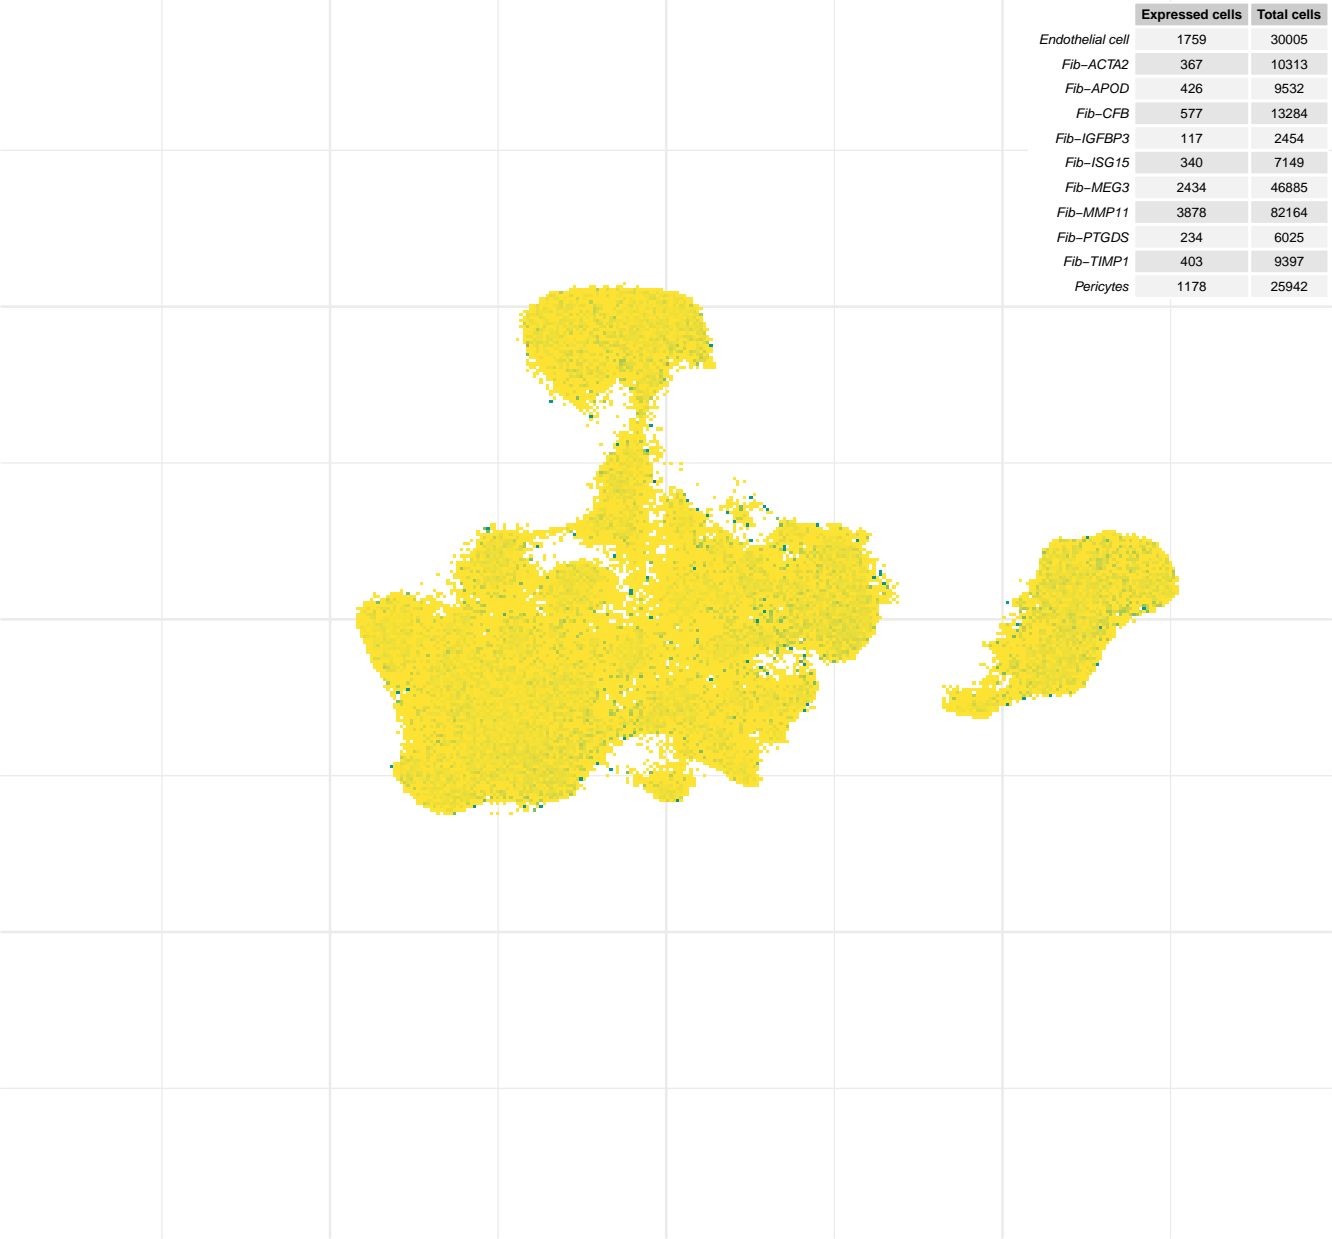 Expressed cells Total cells
Endothelial cell 1759 30005
Fib−ACTA2 367 10313
Fib−APOD 426 9532
Fib−CFB 577 13284
Fib−IGFBP3 117 2454
Fib−ISG15 340 7149
Fib−MEG3 2434 46885
Fib−MMP11 3878 82164
Fib−PTGDS 234 6025
Fib−TIMP1 403 9397
Pericytes 1178 25942